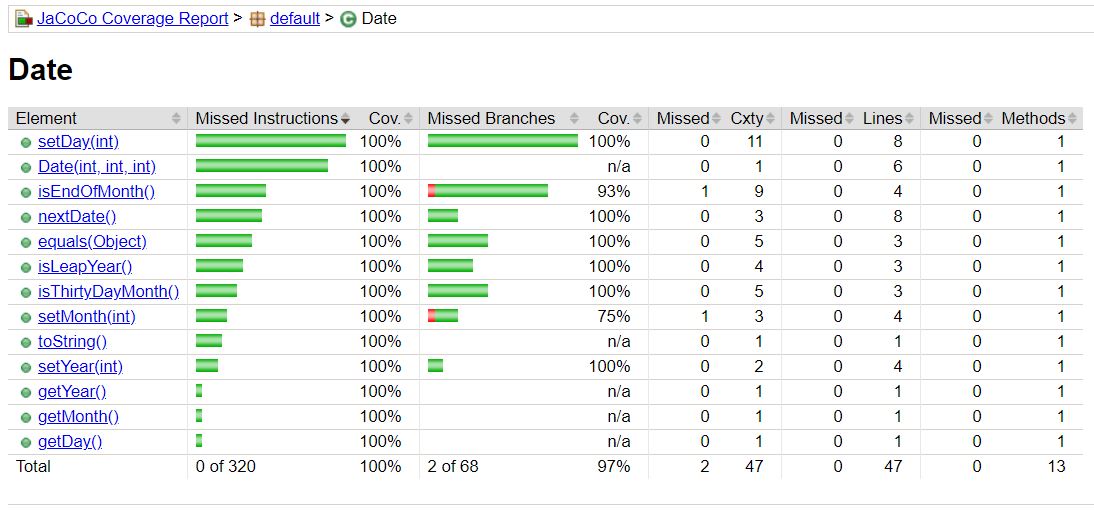 JaCoCo Coverage Report > default > Date
Date
Element Missed Instructions Cov. Missed Branches Cov. Missed Cxty Missed Lines Missed Methods
setDay(int) 100% 100% 0 11 0 8 0 1
Date(int, int, int) 100% n/a 0 1 0 6 0 1
isEndOfMonth() 100% 93% 1 9 0 4 0 1
nextDate() 100% 100% 0 3 0 8 0 1
equals(Object) 100% 100% 0 5 0 3 0 1
isLeapYear() 100% 100% 0 4 0 3 0 1
isThirtyDayMonth() 100% 100% 0 5 0 3 0 1
setMonth(int) 100% 75% 1 3 0 4 0 1
toString() 100% n/a 0 1 0 1 0 1
setYear(int) 100% 100% 0 2 0 4 0 1
getYear() 100% n/a 0 1 0 1 0 1
getMonth() 100% n/a 0 1 0 1 0 1
getDay() 100% n/a 0 1 0 1 0 1
Total 0 of 320 100% 2 of 68 97% 2 47 0 47 0 13